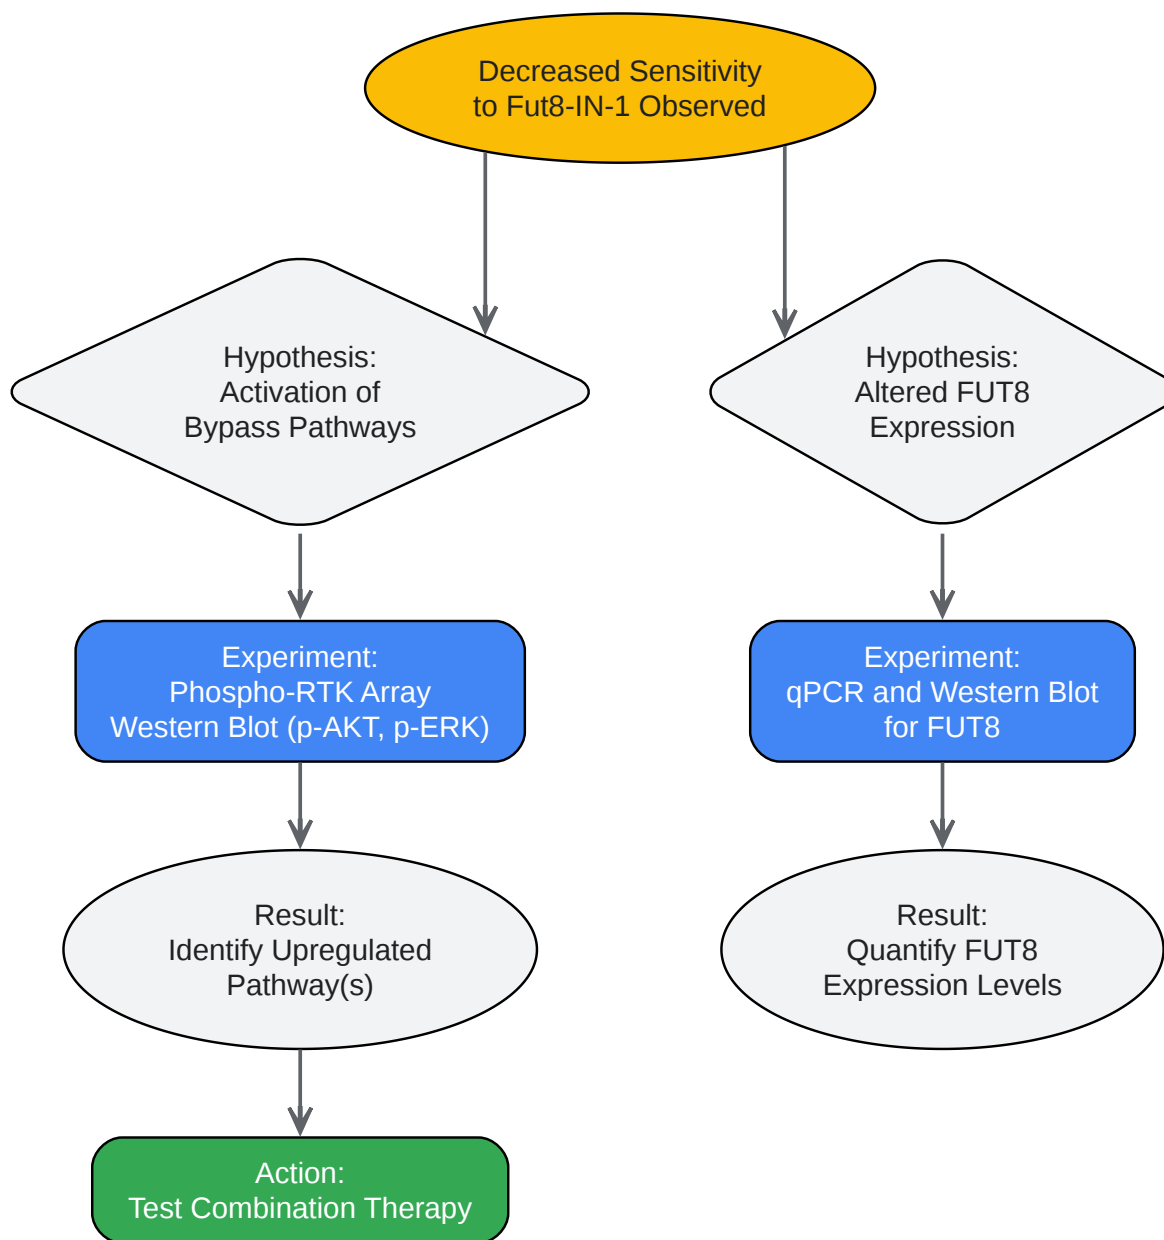 Decreased Sensitivity
to Fut8-IN-1 Observed
Hypothesis:
Activation of
Bypass Pathways
Hypothesis:
Altered FUT8
Expression
Experiment:
Phospho-RTK Array
Western Blot (p-AKT, p-ERK)
Experiment:
qPCR and Western Blot
for FUT8
Result:
Identify Upregulated
Pathway(s)
Result:
Quantify FUT8
Expression Levels
Action:
Test Combination Therapy